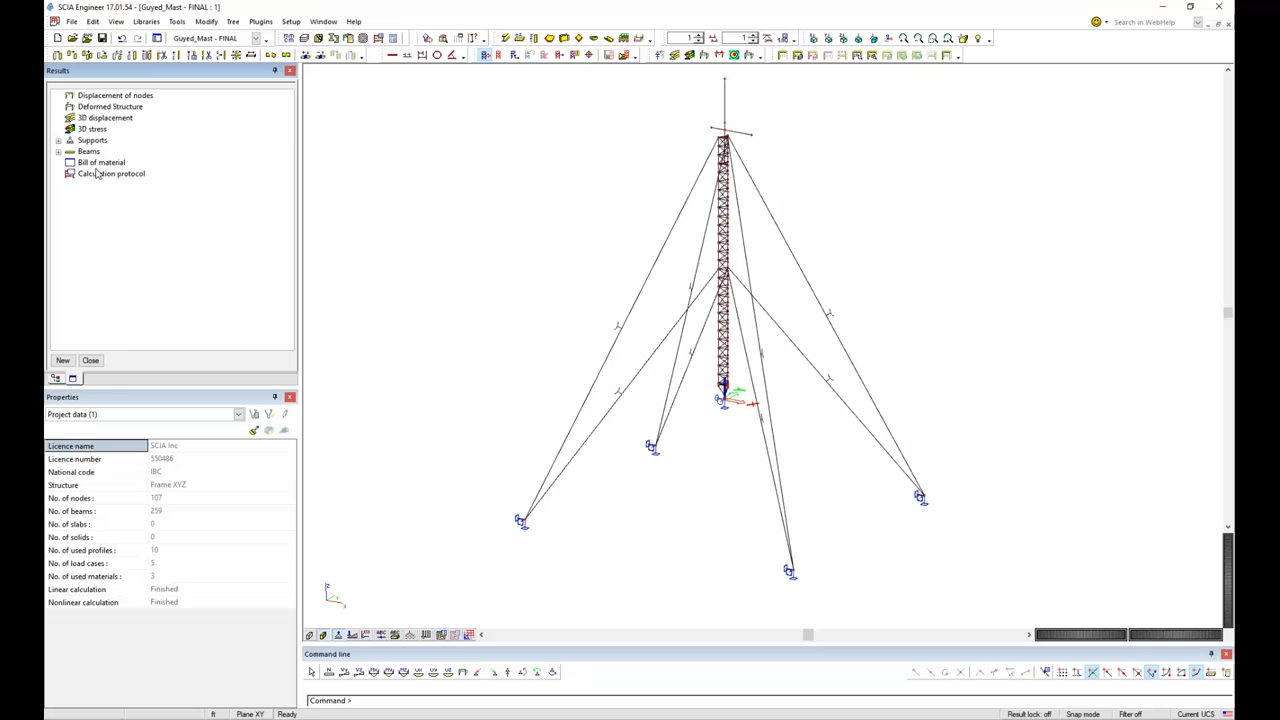 SCIA Engineer 17.01.54 - [Guyed_Mast - FINAL : 1]
File Edit View Libraries Tools Modify Tree Plugins Setup Window Help
Search in WebHelp
Guyed_Mast - FINAL
1 1
Results
Displacement of nodes
Deformed Structure
3D displacement
3D stress
Supports
Beams
Bill of material
Calculation protocol
New Close
Properties
Project data (1)
Licence name SCIA Inc
Licence number 550486
National code IBC
Structure Frame XYZ
No. of nodes : 107
No. of beams : 259
No. of slabs : 0
No. of solids : 0
No. of used profiles : 10
No. of load cases : 5
No. of used materials : 3
Linear calculation Finished
Nonlinear calculation Finished
Z
Y
X
Command line
Command >
ft Plane XY Ready Result lock: off Snap mode Filter off Current UCS